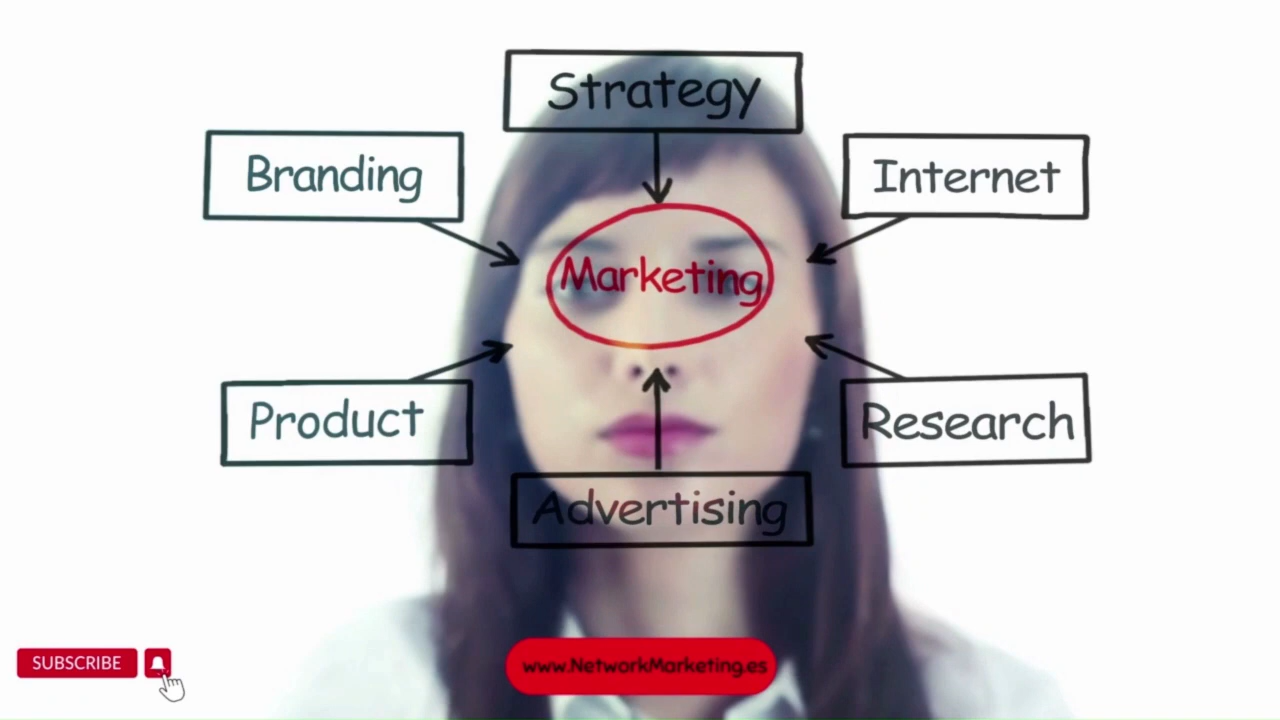 Strategy
Branding
Internet
Marketing
Product
Research
Advertising
SUBSCRIBE
www.NetworkMarketing.es